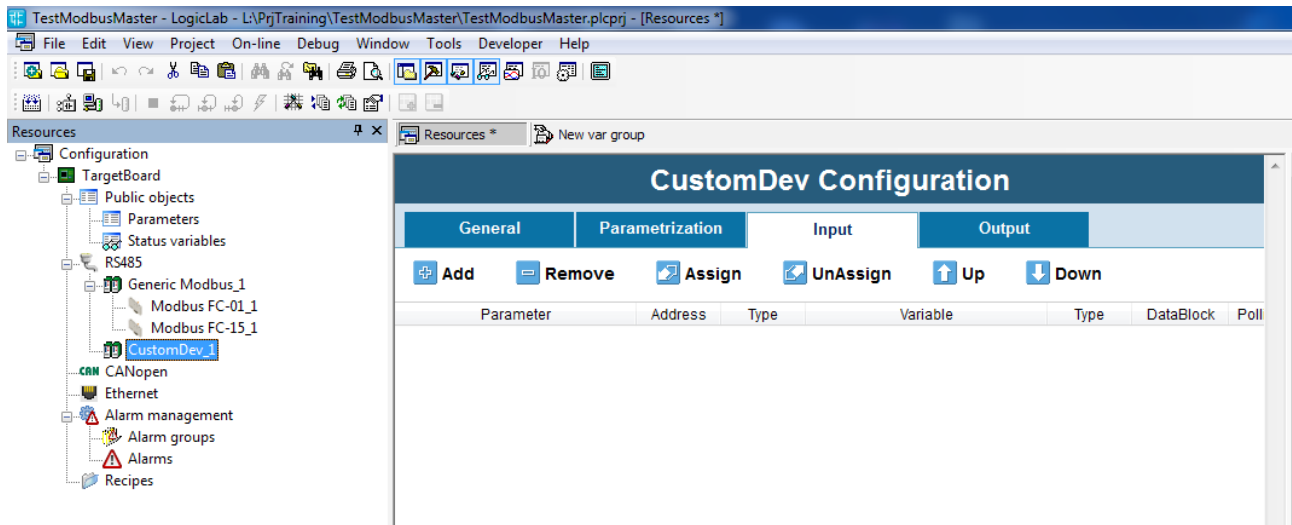 TestModbusMaster - LogicLab - L:\PrjTraining\TestModbusMaster\TestModbusMaster.plcprj - [Resources *]
File Edit View Project On-line Debug Window Tools Developer Help
Resources
Resources *
New var group
Configuration
TargetBoard
Public objects
Parameters
Status variables
RS485
Generic Modbus_1
Modbus FC-01_1
Modbus FC-15_1
CustomDev_1
CAN CANopen
Ethernet
Alarm management
Alarm groups
Alarms
Recipes
CustomDev Configuration
General Parametrization Input Output
Add Remove Assign UnAssign Up Down
Parameter Address Type Variable Type DataBlock Poll